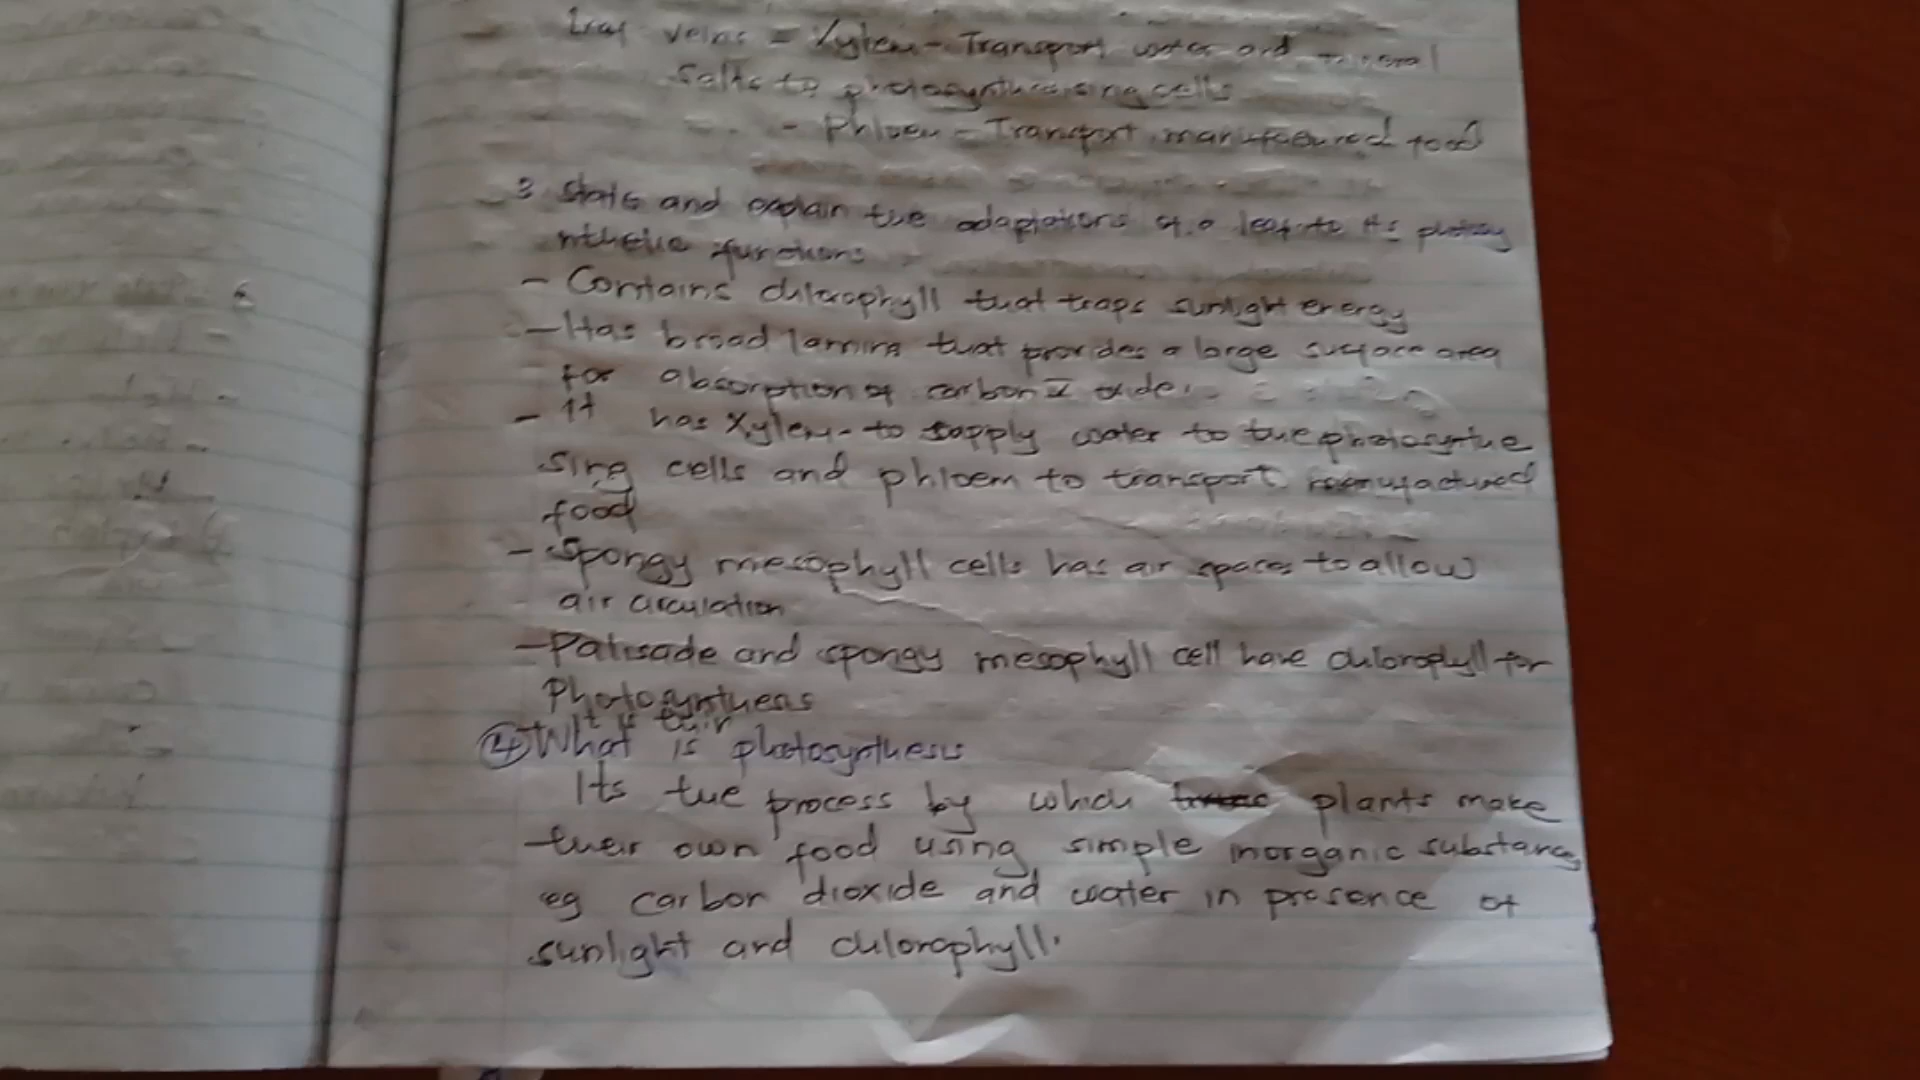 Leaf veins - Xylem - Transport water and mineral
salts to photosynthesising cells
- Phloem - Transport manufactured food
3 State and explain the adaptations of a leaf to its photosy
nthetic functions
- Contains chlorophyll that traps sunlight energy
- Has broad lamina that provides a large surface area
for absorption of carbon IV oxide.
- It has Xylem - to supply water to the photosynthe
sing cells and phloem to transport manufactured
food
- Spongy mesophyll cells has air spaces to allow
air circulation
- Palisade and spongy mesophyll cell have chlorophyll for
Photosynthesis
④ What is photosynthesis
Its the process by which plants make
their own food using simple inorganic substances
eg carbon dioxide and water in presence of
sunlight and chlorophyll.